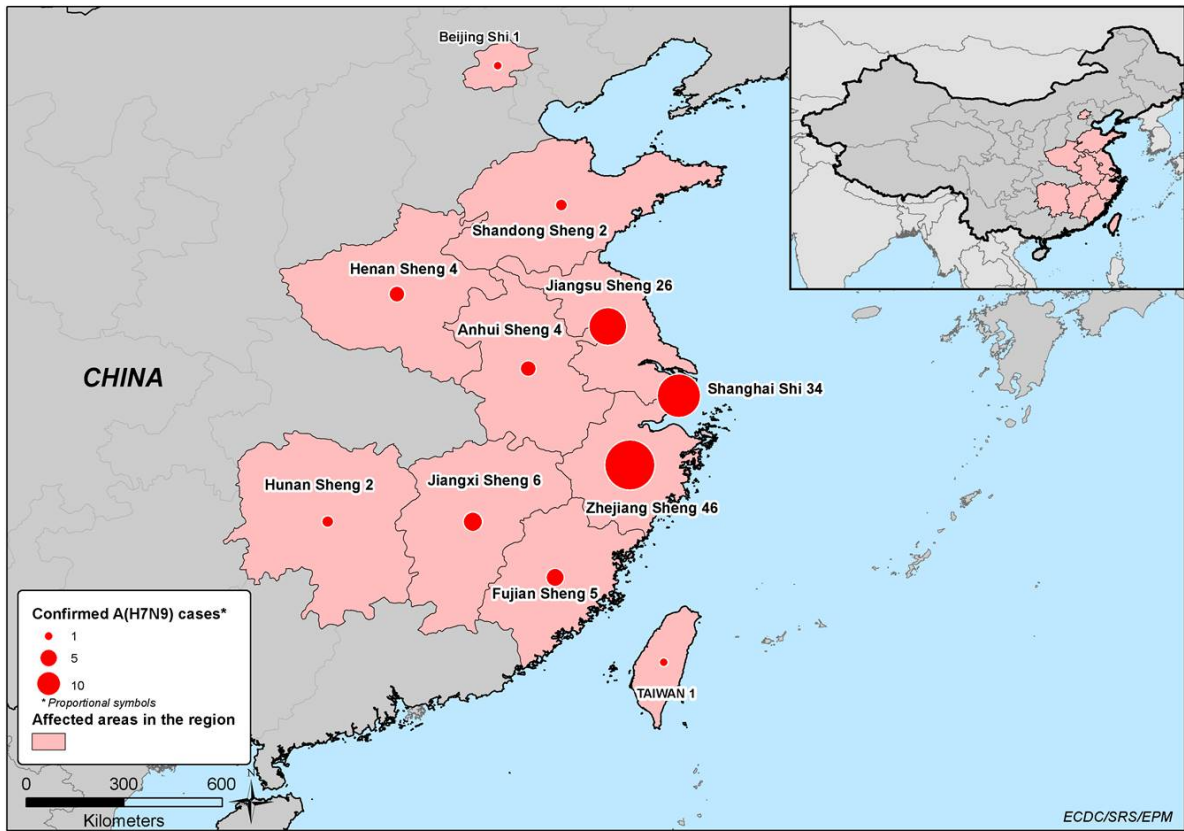 Beijing Shi 1
Shandong Sheng 2
Henan Sheng 4
Jiangsu Sheng 26
Anhui Sheng 4
CHINA
Shanghai Shi 34
Hunan Sheng 2
Jiangxi Sheng 6
Zhejiang Sheng 46
Fujian Sheng 5
TAIWAN 1
Confirmed A(H7N9) cases*
1
5
10
* Proportional symbols
Affected areas in the region
N
0 300 600
Kilometers
ECDC/SRS/EPM